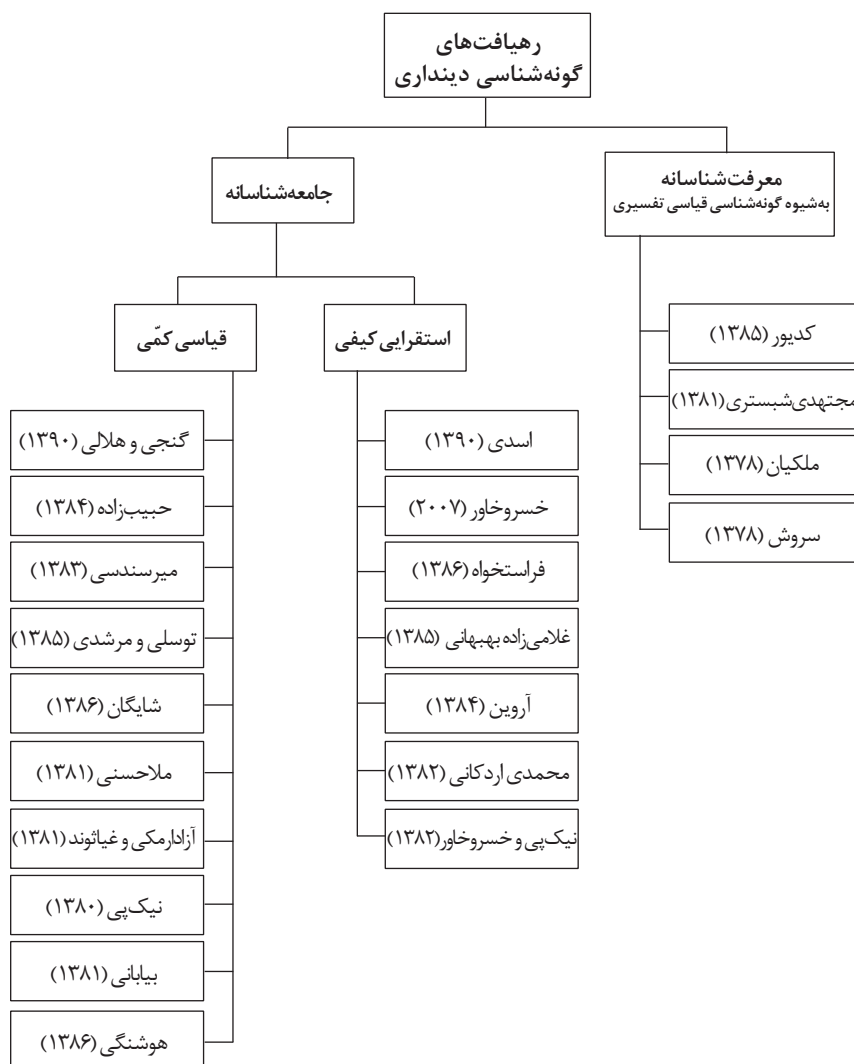 رهیافت‌های
گونه‌شناسی دینداری
معرفت‌شناسانه
به‌شیوه گونه‌شناسی قیاسی تفسیری
کدیور (۱۳۸۵)
مجتهدی‌شبستری(۱۳۸۱)
ملکیان (۱۳۷۸)
سروش (۱۳۷۸)
جامعه‌شناسانه
استقرایی کیفی
اسدی (۱۳۹۰)
خسروخاور (۲۰۰۷)
فراستخواه (۱۳۸۶)
غلامی‌زاده بهبهانی (۱۳۸۵)
آروین (۱۳۸۴)
محمدی اردکانی (۱۳۸۲)
نیک‌پی و خسروخاور(۱۳۸۲)
قیاسی کمّی
گنجی و هلالی (۱۳۹۰)
حبیب‌زاده (۱۳۸۴)
میرسندسی (۱۳۸۳)
توسلی و مرشدی (۱۳۸۵)
شایگان (۱۳۸۶)
ملاحسنی (۱۳۸۱)
آزادارمکی و غیاثوند (۱۳۸۱)
نیک‌پی (۱۳۸۰)
بیابانی (۱۳۸۱)
هوشنگی (۱۳۸۶)